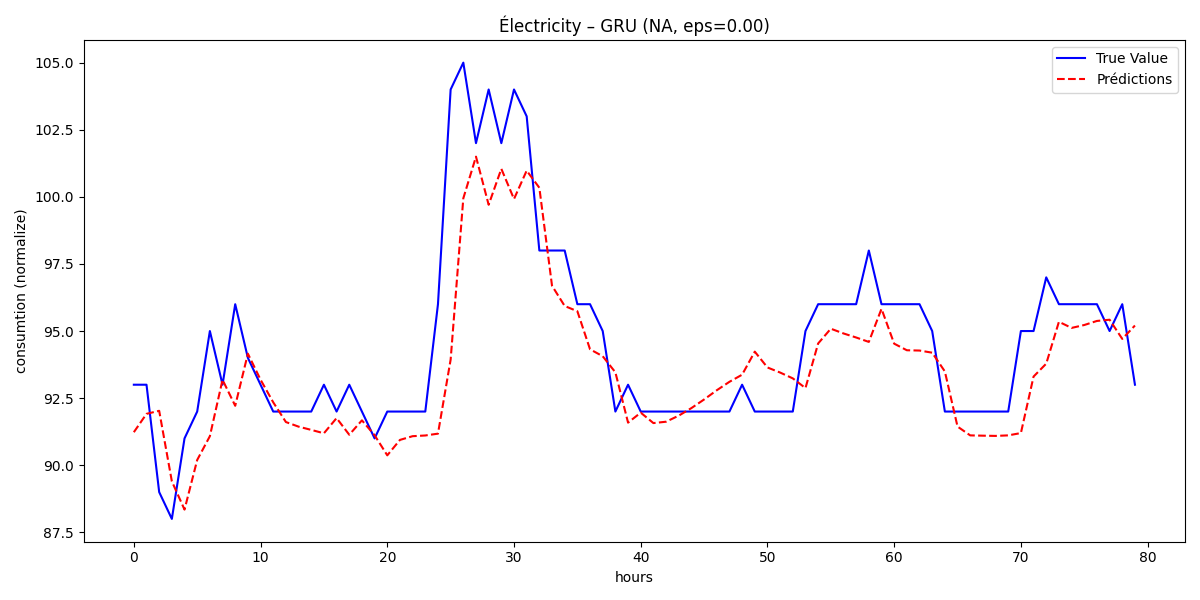 Électricity – GRU (NA, eps=0.00)
True Value
Prédictions
consumtion (normalize)
105.0
102.5
100.0
97.5
95.0
92.5
90.0
87.5
0 10 20 30 40 50 60 70 80
hours